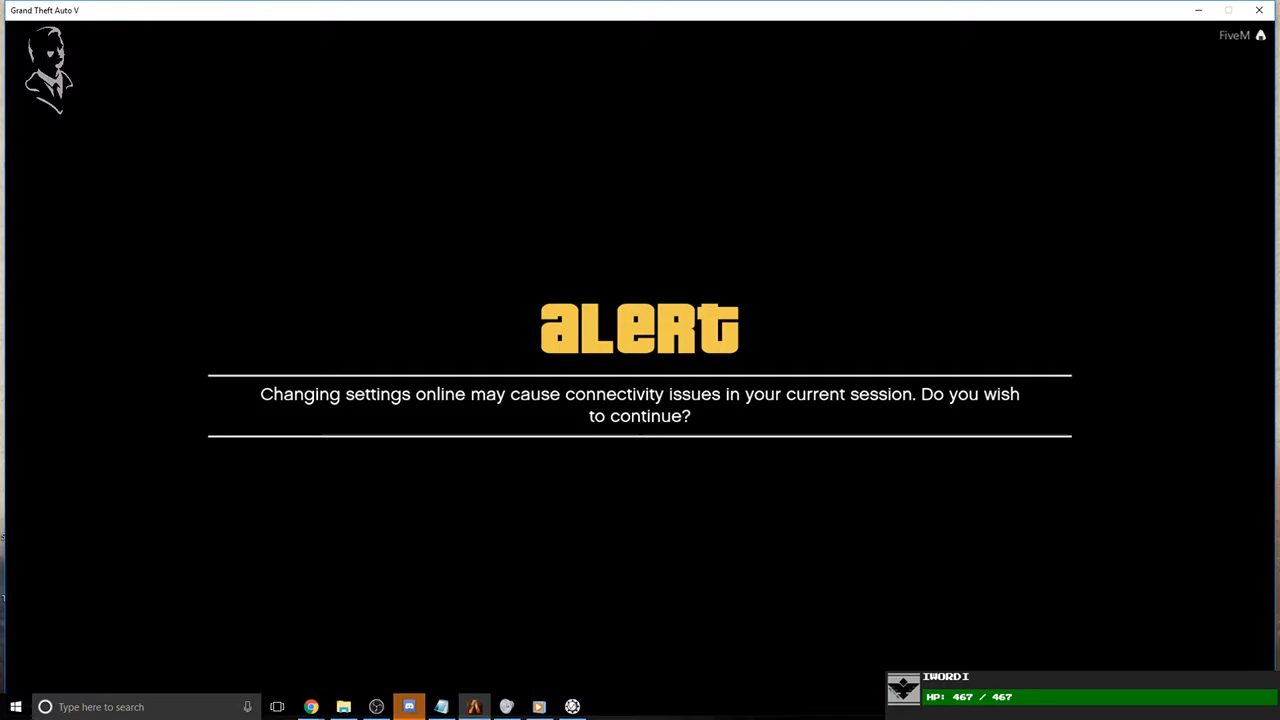 Grand Theft Auto V
FiveM
ALERT
Changing settings online may cause connectivity issues in your current session. Do you wish
to continue?
IWORDI
HP: 467 / 467
Type here to search